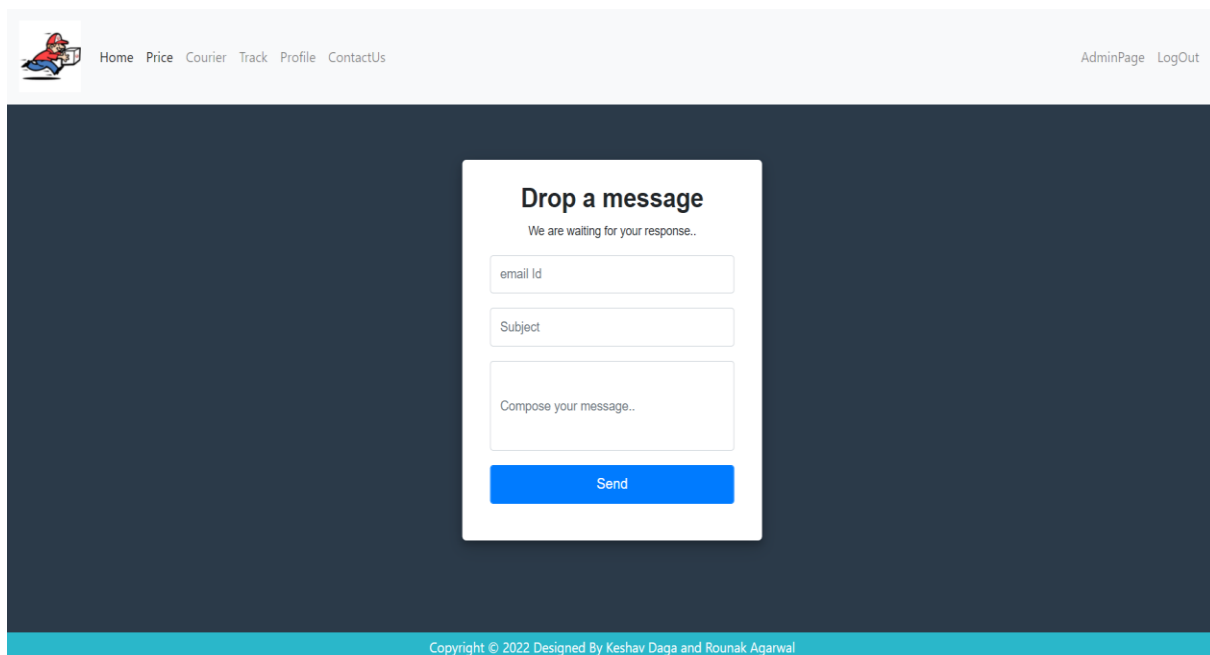 Home Price Courier Track Profile ContactUs AdminPage LogOut
Drop a message
We are waiting for your response..
email Id
Subject
Compose your message..
Send
Copyright © 2022 Designed By Keshav Daga and Rounak Agarwal